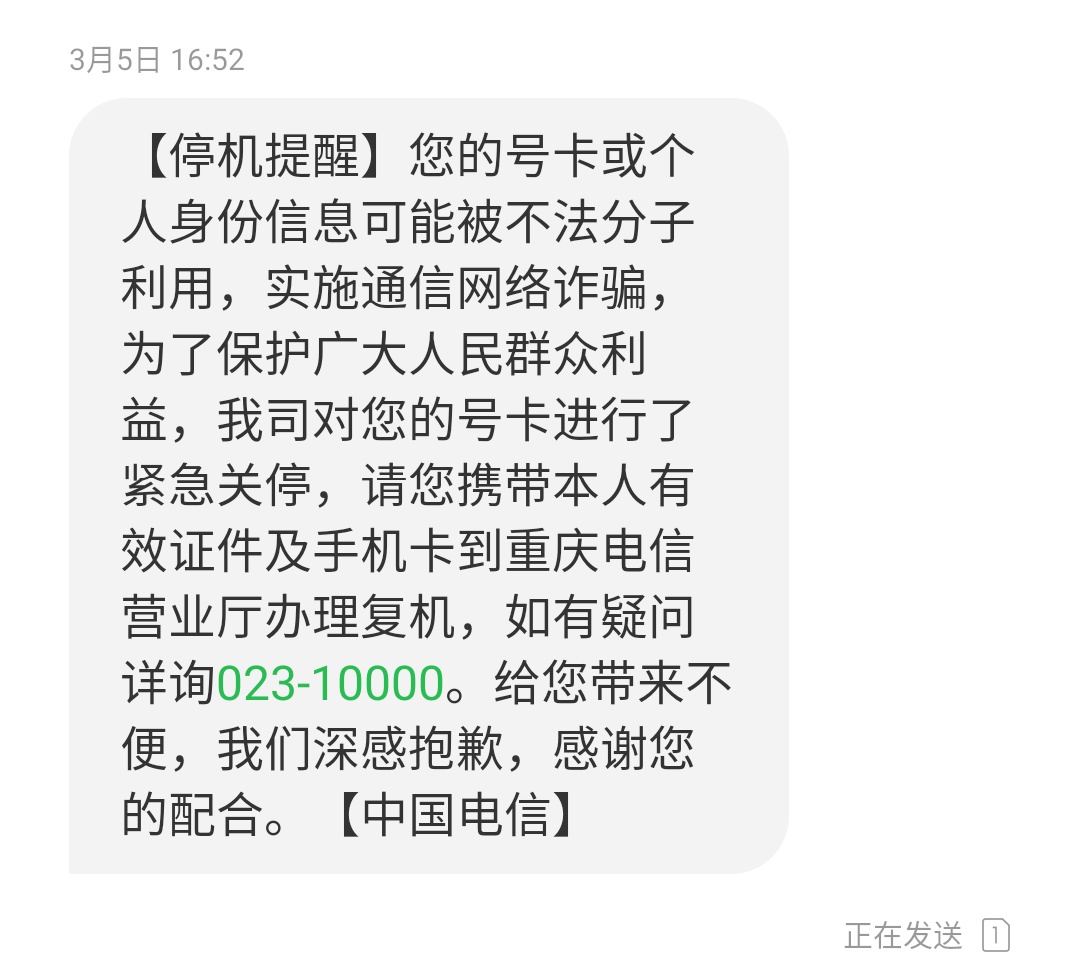 3月5日 16:52
【停机提醒】您的号卡或个
人身份信息可能被不法分子
利用，实施通信网络诈骗，
为了保护广大人民群众利
益，我司对您的号卡进行了
紧急关停，请您携带本人有
效证件及手机卡到重庆电信
营业厅办理复机，如有疑问
详询023-10000。给您带来不
便，我们深感抱歉，感谢您
的配合。【中国电信】
正在发送 1